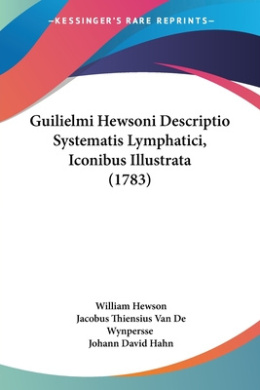 KESSINGER'S RARE REPRINTS
Guilielmi Hewsoni Descriptio
Systematis Lymphatici,
Iconibus Illustrata
(1783)
William Hewson
Jacobus Thiensius Van De
Wynpersse
Johann David Hahn